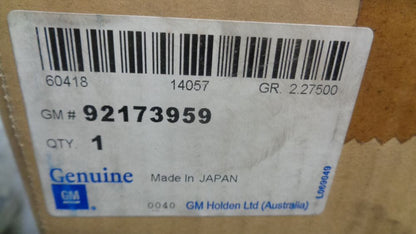 60418 14057 GR. 2.27500
GM# 92173959
QTY. 1
Genuine Made In JAPAN
GM 0040 GM Holden Ltd (Australia)
L069049